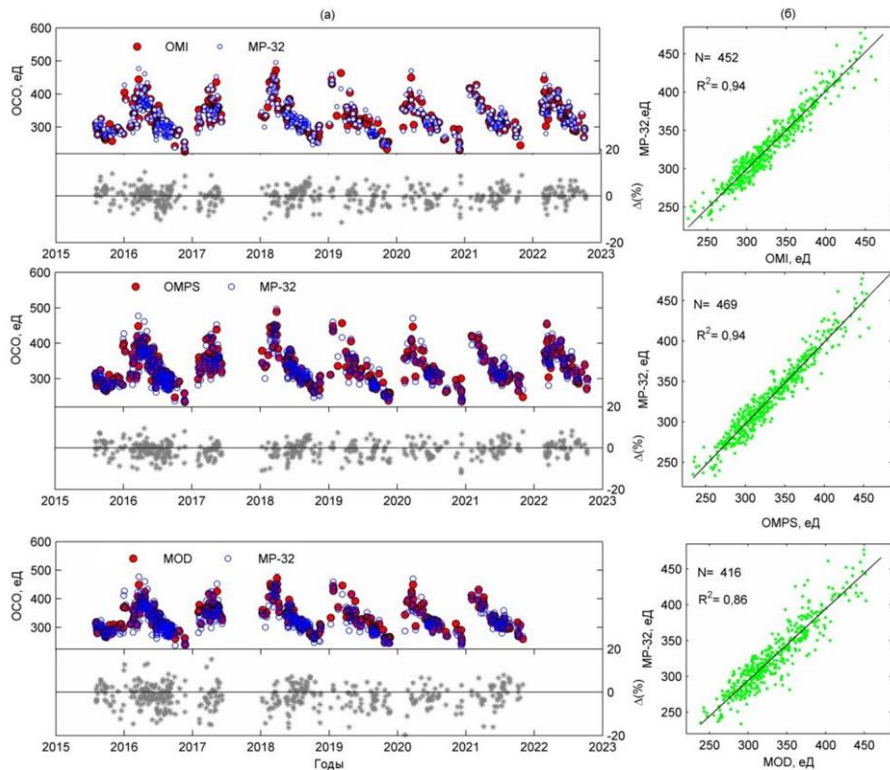 (а)
600
500
400
300
ОСО, еД
OMI MP-32
20
0
-20
Δ(%)
2015 2016 2017 2018 2019 2020 2021 2022 2023
(б)
N= 452
R²= 0,94
MP-32,еД
450
400
350
300
250
250 300 350 400 450
OMI, еД
600
500
400
300
ОСО, еД
OMPS MP-32
20
0
-20
Δ(%)
2015 2016 2017 2018 2019 2020 2021 2022 2023
N= 469
R²= 0,94
MP-32, еД
450
400
350
300
250
250 300 350 400 450
OMPS, еД
600
500
400
300
ОСО, еД
MOD MP-32
20
0
-20
Δ(%)
2015 2016 2017 2018 2019 2020 2021 2022 2023
Годы
N= 416
R²= 0,86
MP-32, еД
450
400
350
300
250
250 300 350 400 450
MOD, еД